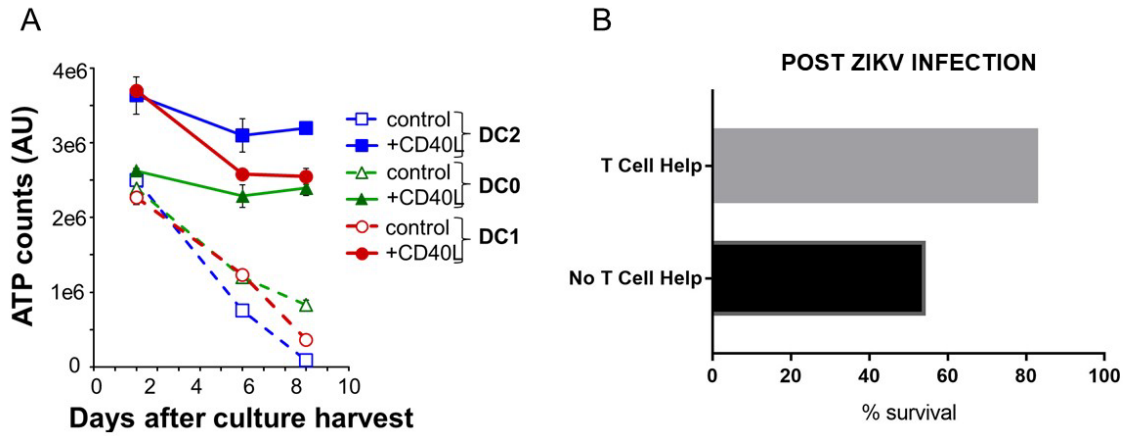 A
ATP counts (AU)
4e6
3e6
2e6
1e6
0
0 2 4 6 8 10
Days after culture harvest
control
+CD40L
DC2
control
+CD40L
DC0
control
+CD40L
DC1
B
POST ZIKV INFECTION
T Cell Help
No T Cell Help
0 20 40 60 80 100
% survival